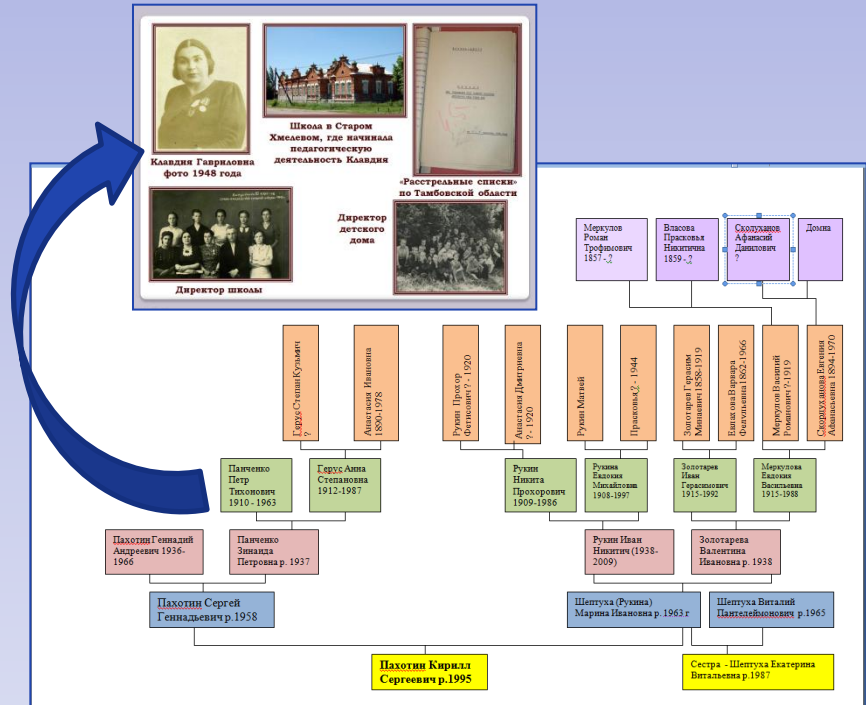 Клавдия Гавриловна
фото 1948 года
Школа в Старом
Хмелевом, где начинала
педагогическую
деятельность Клавдия
«Расстрельные списки»
по Тамбовской области
Директор школы
Директор
детского
дома
Меркулов
Роман
Трофимович
1857 - ?
Власова
Прасковья
Никитична
1859 - ?
Сколуханов
Афанасий
Данилович
?
Домна
Герус Степан Кузьмич
?
Анастасия Ивановна
1890-1978
Рукин Прохор
Фетисович ? - 1920
Анастасия Дмитриевна
? - 1920
Рукин Матвей
Прасковья ? - 1944
Золотарев Герасим
Минаевич 1858-1919
Евлахова Варвара
Федульевна 1862-1966
Меркулов Василий
Романович ?-1919
Скорлуханова Евгения
Афанасьевна 1894-1970
Панченко
Петр
Тихонович
1910 - 1963
Герус Анна
Степановна
1912-1987
Рукин
Никита
Прохорович
1909-1986
Рукина
Евдокия
Михайловна
1908-1997
Золотарев
Иван
Герасимович
1915-1992
Меркулова
Евдокия
Васильевна
1915-1988
Пахотин Геннадий
Андреевич 1936-
1966
Панченко
Зинаида
Петровна р. 1937
Рукин Иван
Никитич (1938-
2009)
Золотарева
Валентина
Ивановна р. 1938
Пахотин Сергей
Геннадьевич р.1958
Шептуха (Рукина)
Марина Ивановна р. 1963 г
Шептуха Виталий
Пантелеймонович р.1965
Пахотин Кирилл
Сергеевич р.1995
Сестра - Шептуха Екатерина
Витальевна р.1987